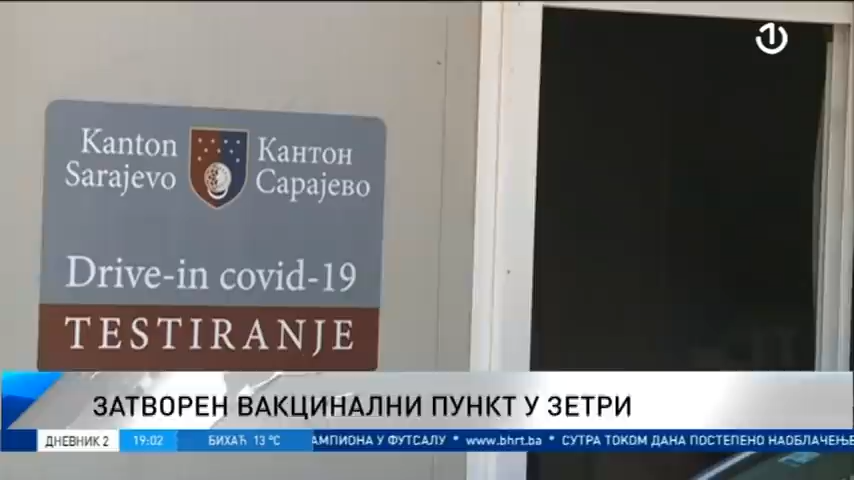 Kanton
Sarajevo
Кантон
Сарајево
Drive-in covid-19
TESTIRANJE
ЗАТВОРЕН ВАКЦИНАЛНИ ПУНКТ У ЗЕТРИ
ДНЕВНИК 2 19:02 БИХАЋ 13 °C АМПИОНА У ФУТСАЛУ * www.bhrt.ba * СУТРА ТОКОМ ДАНА ПОСТЕПЕНО НАОБЛАЧЕЊЕ